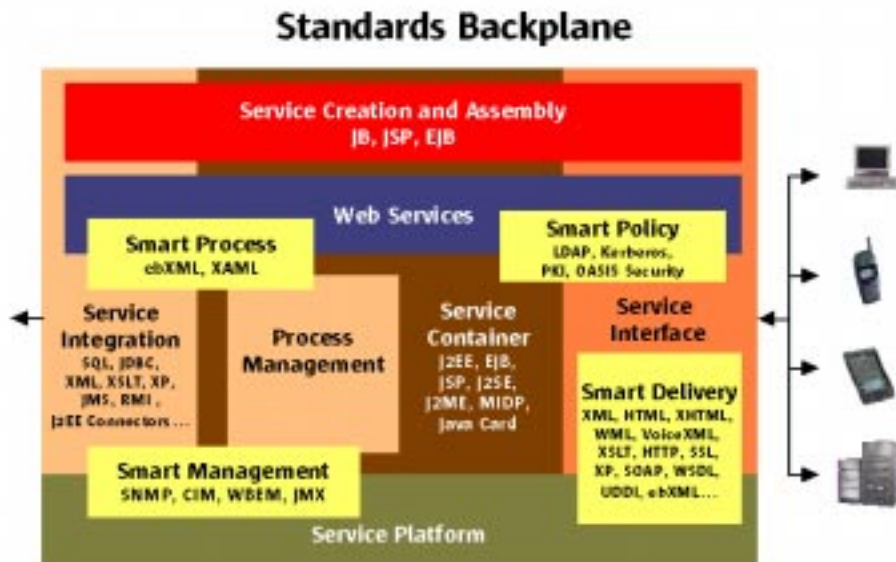 Standards Backplane
Service Creation and Assembly
JB, JSP, EJB
Web Services
Smart Process
ebXML, XAML
Smart Policy
LDAP, Kerberos,
PKI, OASIS Security
Service
Integration
SQL, JDBC,
XML, XSLT, XP,
JMS, RMI ,
J2EE Connectors ...
Process
Management
Service
Container
J2EE, EJB,
JSP, J2SE,
J2ME, MIDP,
Java Card
Service
Interface
Smart Delivery
XML, HTML, XHTML,
WML, VoiceXML,
XSLT, HTTP, SSL,
XP, SOAP, WSDL,
UDDI, ebXML...
Smart Management
SNMP, CIM, WBEM, JMX
Service Platform